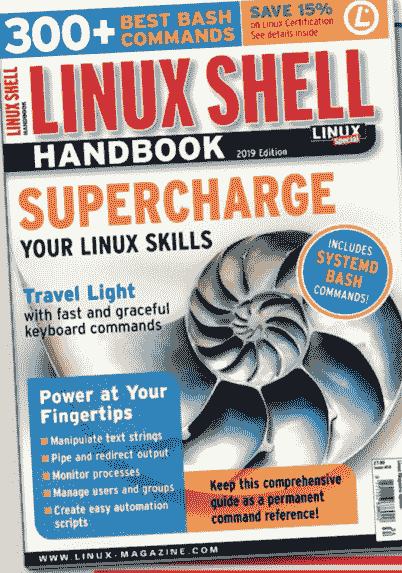 300+ BEST BASH COMMANDS
SAVE 15%
on Linux Certification
See details inside
LINUX SHELL
HANDBOOK
LINUX SHELL
HANDBOOK 2019 Edition
LINUX
special
SUPERCHARGE
YOUR LINUX SKILLS
INCLUDES
SYSTEMD
BASH
COMMANDS!
Travel Light
with fast and graceful
keyboard commands
Power at Your
Fingertips
Manipulate text strings
Pipe and redirect output
Monitor processes
Manage users and groups
Create easy automation
scripts
Keep this comprehensive
guide as a permanent
command reference!
WWW.LINUX-MAGAZINE.COM